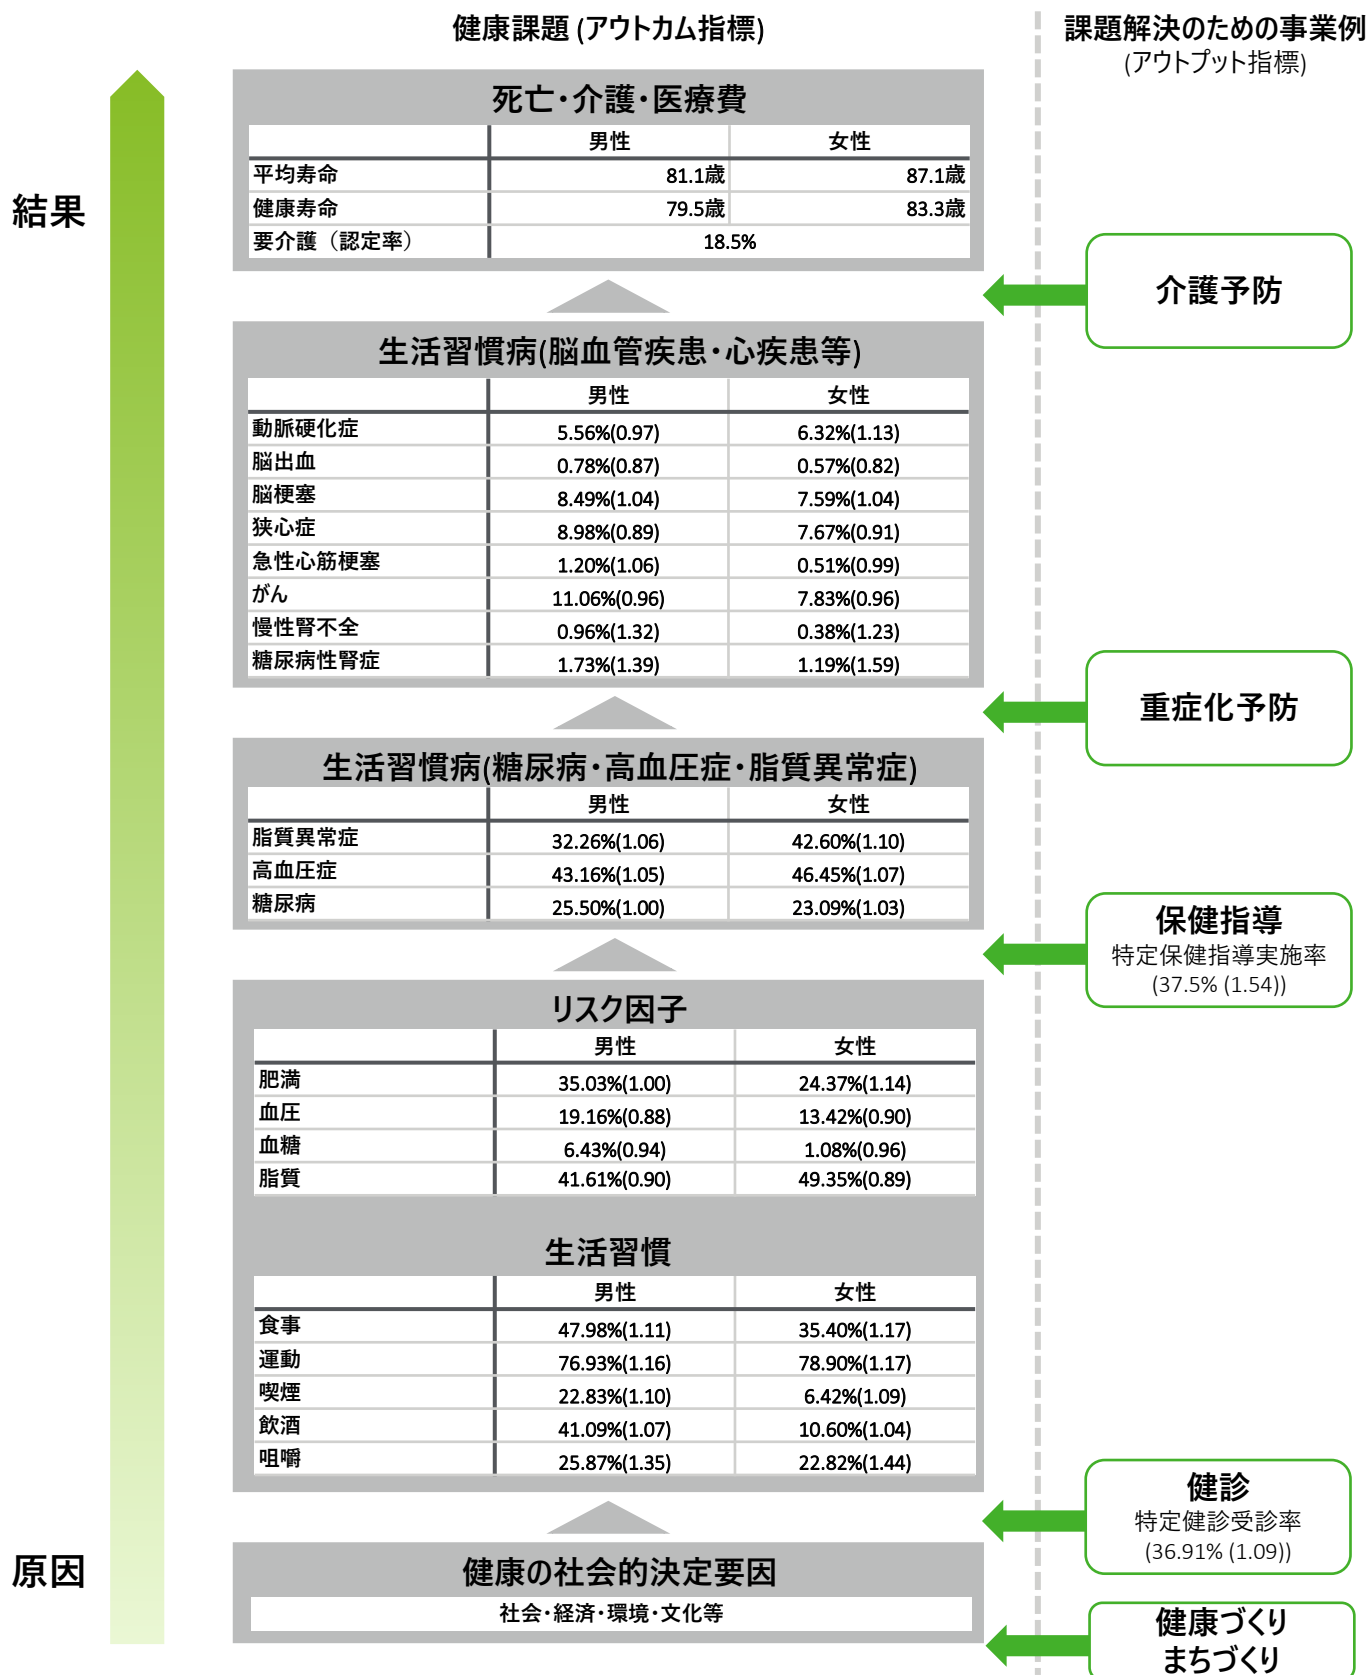 健康課題 (アウトカム指標)
課題解決のための事業例
(アウトプット指標)
結果
死亡・介護・医療費
男性 女性
平均寿命 81.1歳 87.1歳
健康寿命 79.5歳 83.3歳
要介護（認定率） 18.5%
介護予防
生活習慣病(脳血管疾患・心疾患等)
男性 女性
動脈硬化症 5.56%(0.97) 6.32%(1.13)
脳出血 0.78%(0.87) 0.57%(0.82)
脳梗塞 8.49%(1.04) 7.59%(1.04)
狭心症 8.98%(0.89) 7.67%(0.91)
急性心筋梗塞 1.20%(1.06) 0.51%(0.99)
がん 11.06%(0.96) 7.83%(0.96)
慢性腎不全 0.96%(1.32) 0.38%(1.23)
糖尿病性腎症 1.73%(1.39) 1.19%(1.59)
重症化予防
生活習慣病(糖尿病・高血圧症・脂質異常症)
男性 女性
脂質異常症 32.26%(1.06) 42.60%(1.10)
高血圧症 43.16%(1.05) 46.45%(1.07)
糖尿病 25.50%(1.00) 23.09%(1.03)
保健指導
特定保健指導実施率
(37.5% (1.54))
リスク因子
男性 女性
肥満 35.03%(1.00) 24.37%(1.14)
血圧 19.16%(0.88) 13.42%(0.90)
血糖 6.43%(0.94) 1.08%(0.96)
脂質 41.61%(0.90) 49.35%(0.89)
生活習慣
男性 女性
食事 47.98%(1.11) 35.40%(1.17)
運動 76.93%(1.16) 78.90%(1.17)
喫煙 22.83%(1.10) 6.42%(1.09)
飲酒 41.09%(1.07) 10.60%(1.04)
咀嚼 25.87%(1.35) 22.82%(1.44)
健診
特定健診受診率
(36.91% (1.09))
原因
健康の社会的決定要因
社会・経済・環境・文化等
健康づくり
まちづくり